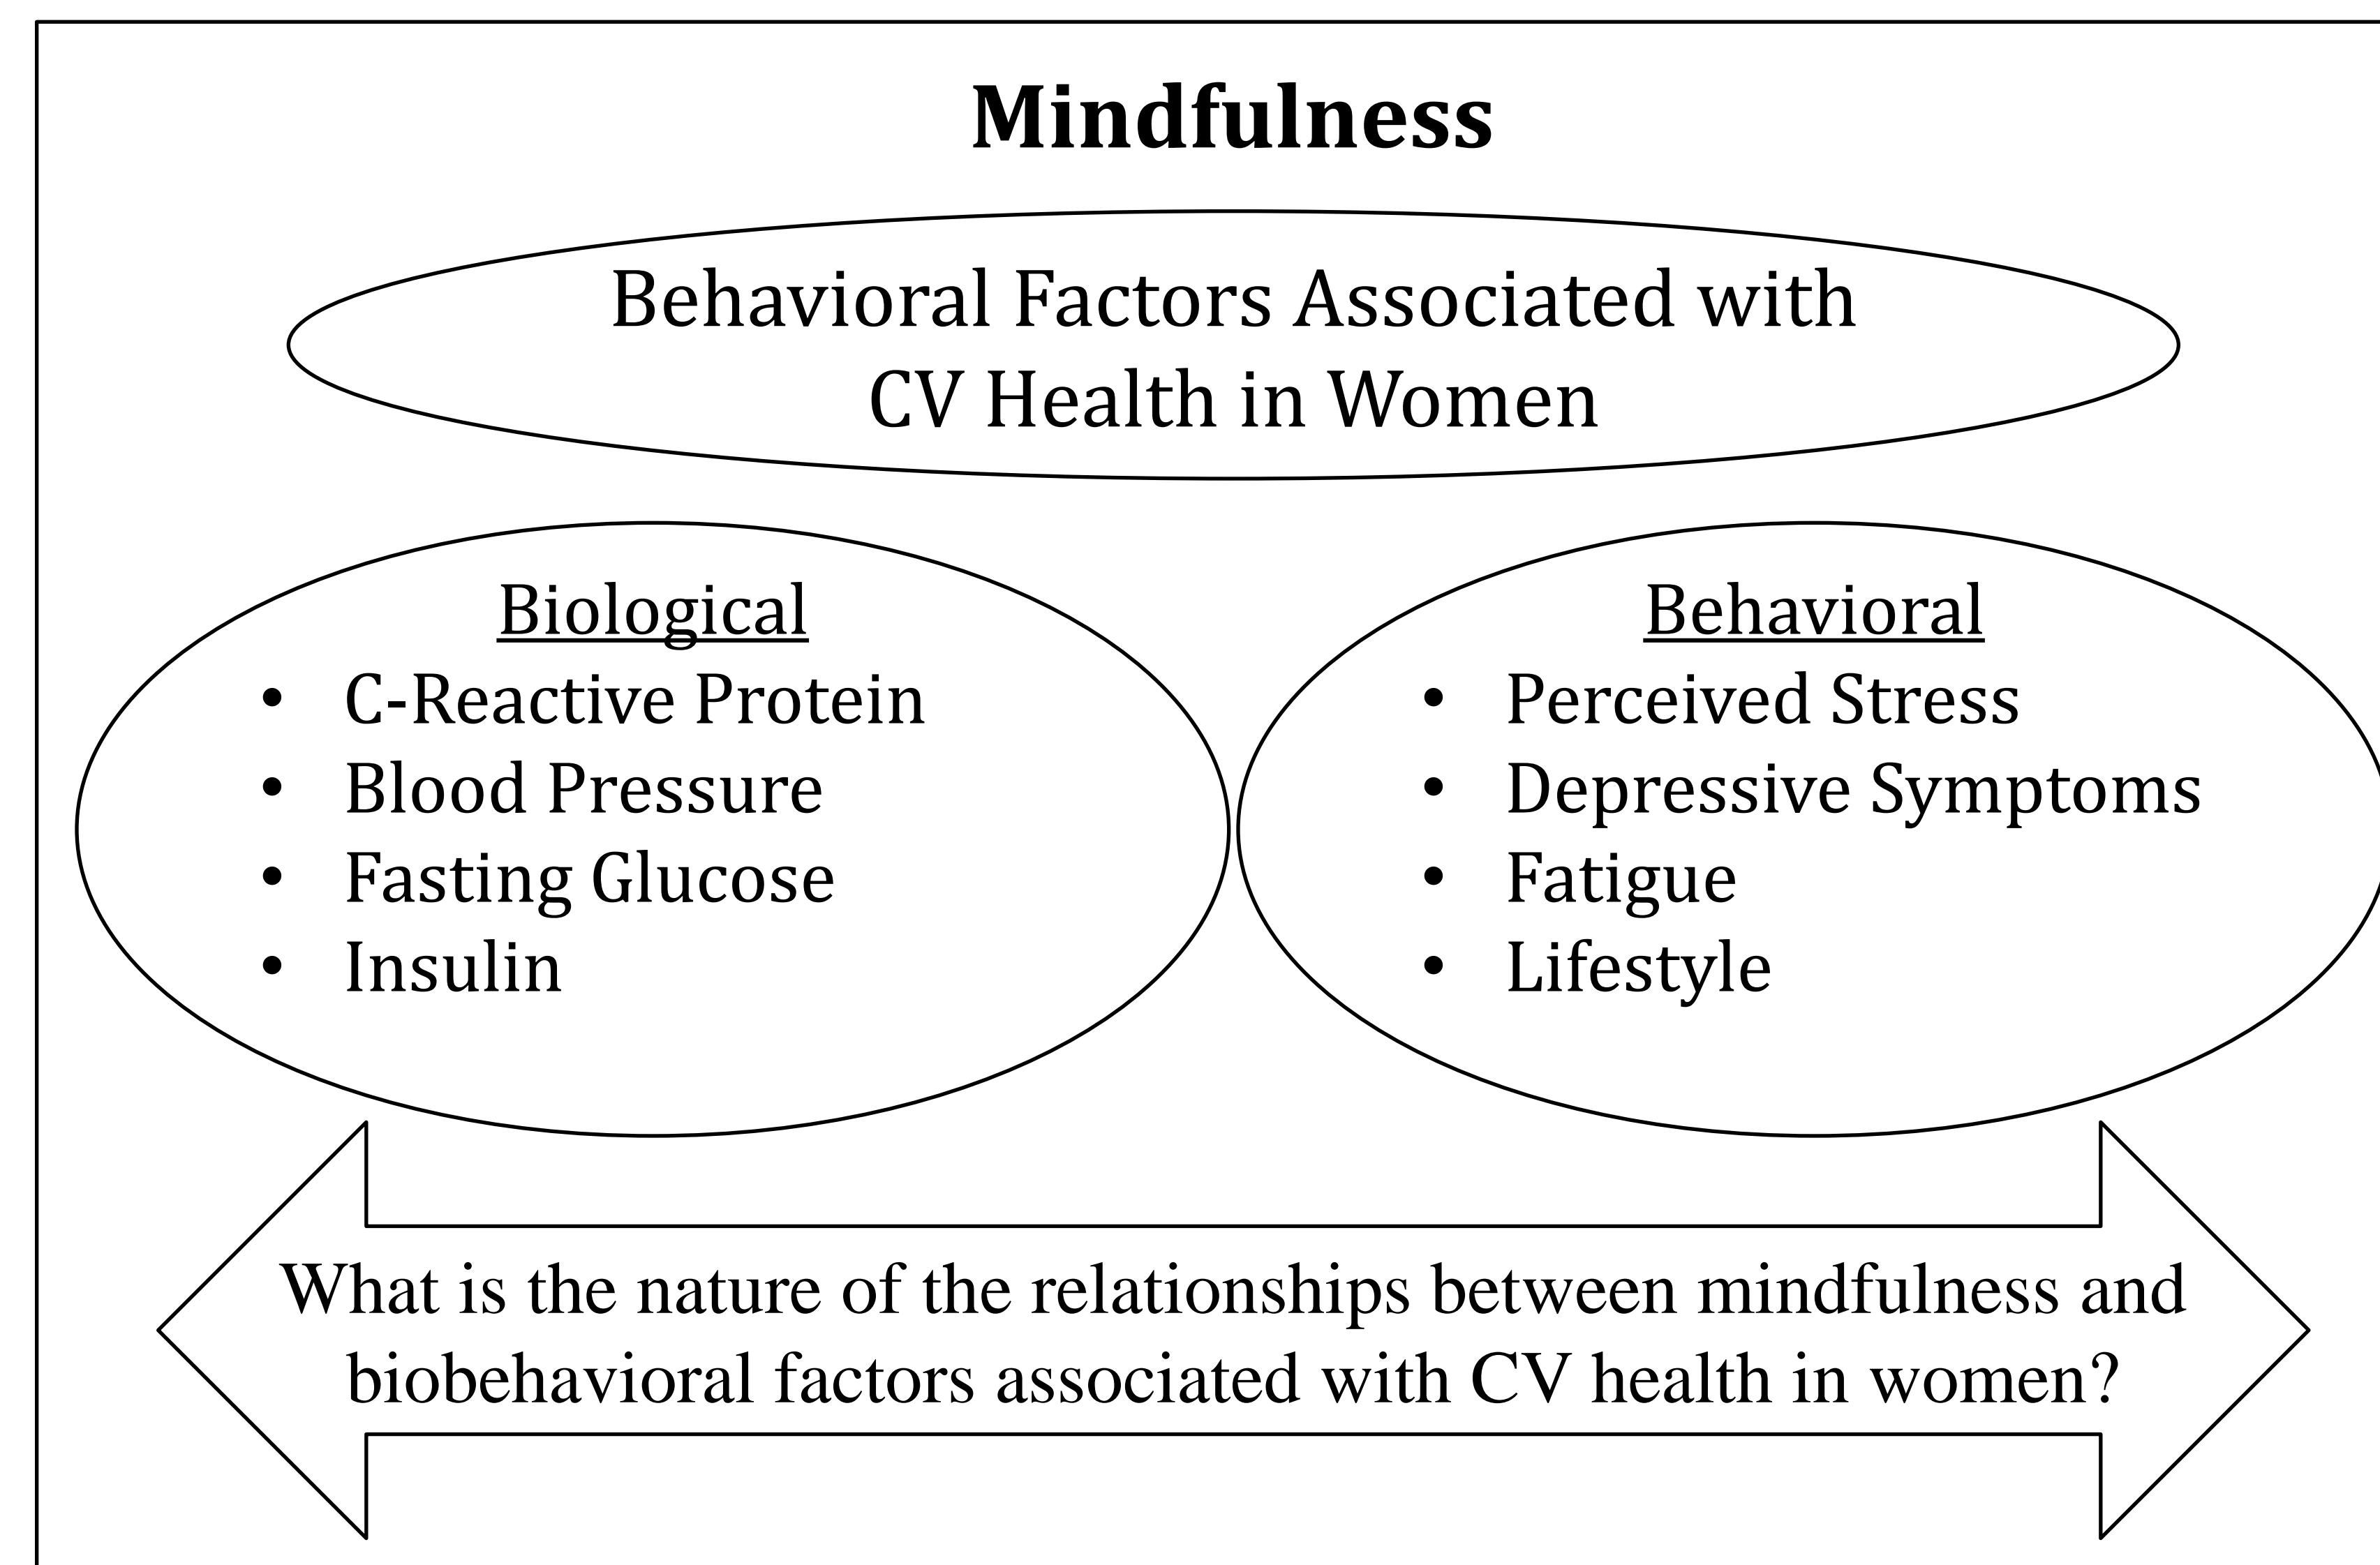 Mindfulness
Behavioral Factors Associated with
CV Health in Women
Biological
• C-Reactive Protein
• Blood Pressure
• Fasting Glucose
• Insulin
Behavioral
• Perceived Stress
• Depressive Symptoms
• Fatigue
• Lifestyle
What is the nature of the relationships between mindfulness and
biobehavioral factors associated with CV health in women?